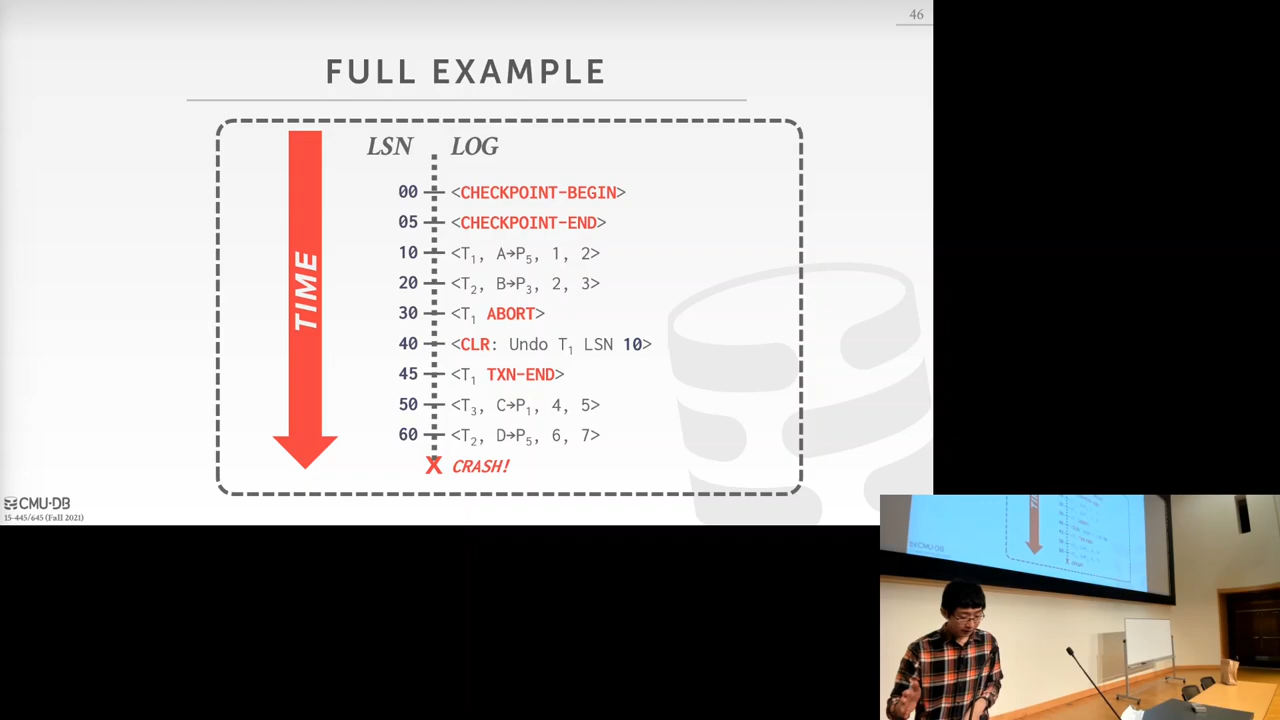 46
FULL EXAMPLE
TIME
LSN LOG
00 <CHECKPOINT-BEGIN>
05 <CHECKPOINT-END>
10 <T1, A→P5, 1, 2>
20 <T2, B→P3, 2, 3>
30 <T1 ABORT>
40 <CLR: Undo T1 LSN 10>
45 <T1 TXN-END>
50 <T3, C→P1, 4, 5>
60 <T2, D→P5, 6, 7>
X CRASH!
CMU·DB
15-445/645 (Fall 2021)